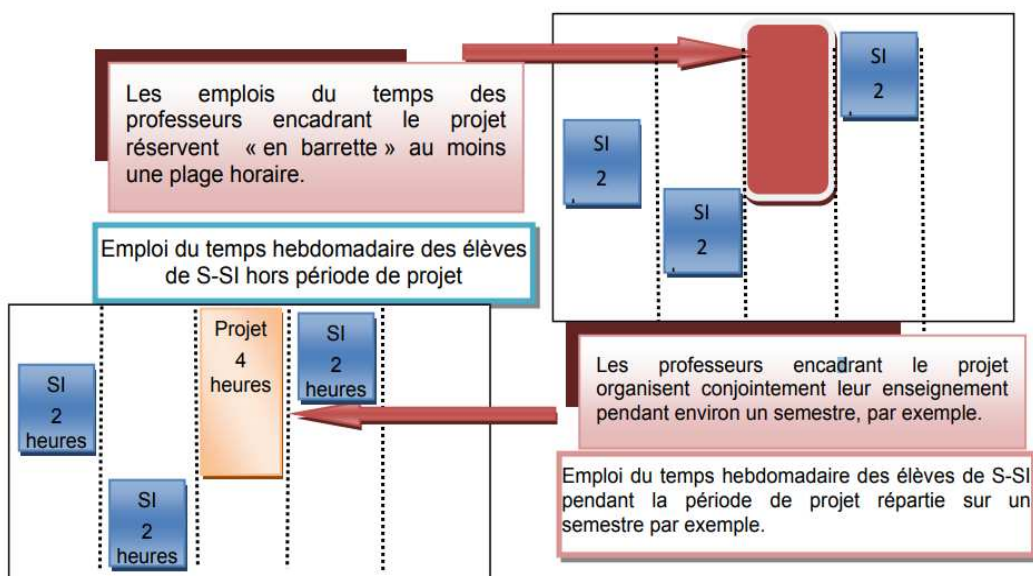 Les emplois du temps des
professeurs encadrant le projet
réservent « en barrette » au moins
une plage horaire.
SI
2
SI
2
SI
2
Emploi du temps hebdomadaire des élèves
de S-SI hors période de projet
SI
2
heures
SI
2
heures
Projet
4
heures
SI
2
heures
Les professeurs encadrant le projet
organisent conjointement leur enseignement
pendant environ un semestre, par exemple.
Emploi du temps hebdomadaire des élèves de S-SI
pendant la période de projet répartie sur un
semestre par exemple.